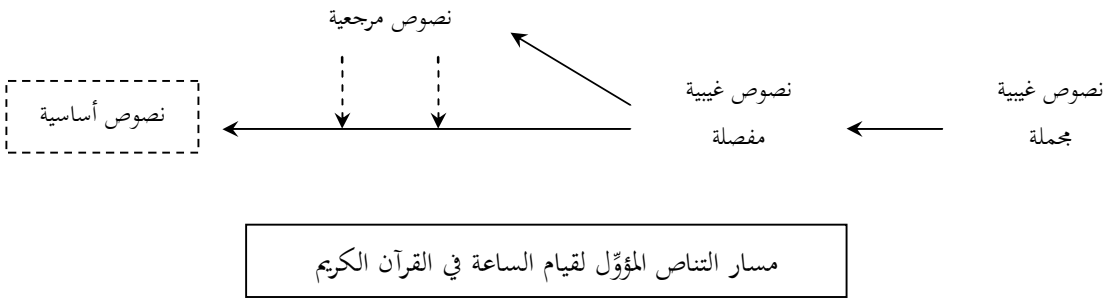 نصوص مرجعية
نصوص غيبية
مجملة
نصوص غيبية
مفصلة
نصوص أساسية
مسار التناص المؤوِّل لقيام الساعة في القرآن الكريم